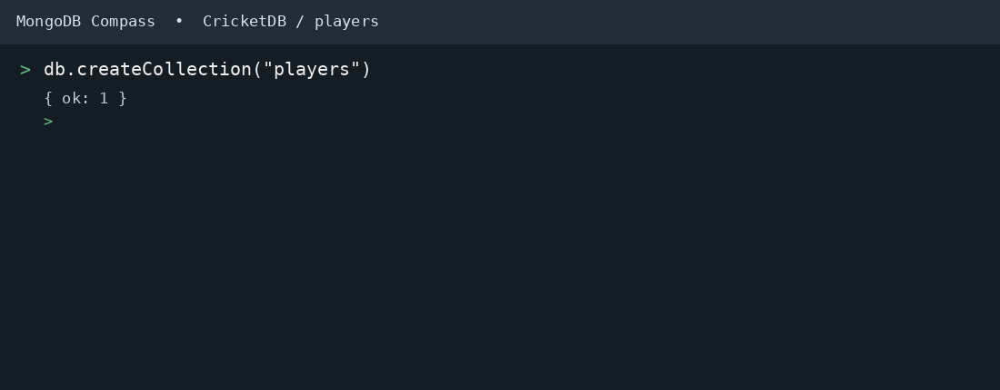 MongoDB Compass • CricketDB / players
> db.createCollection("players")
{ ok: 1 }
>